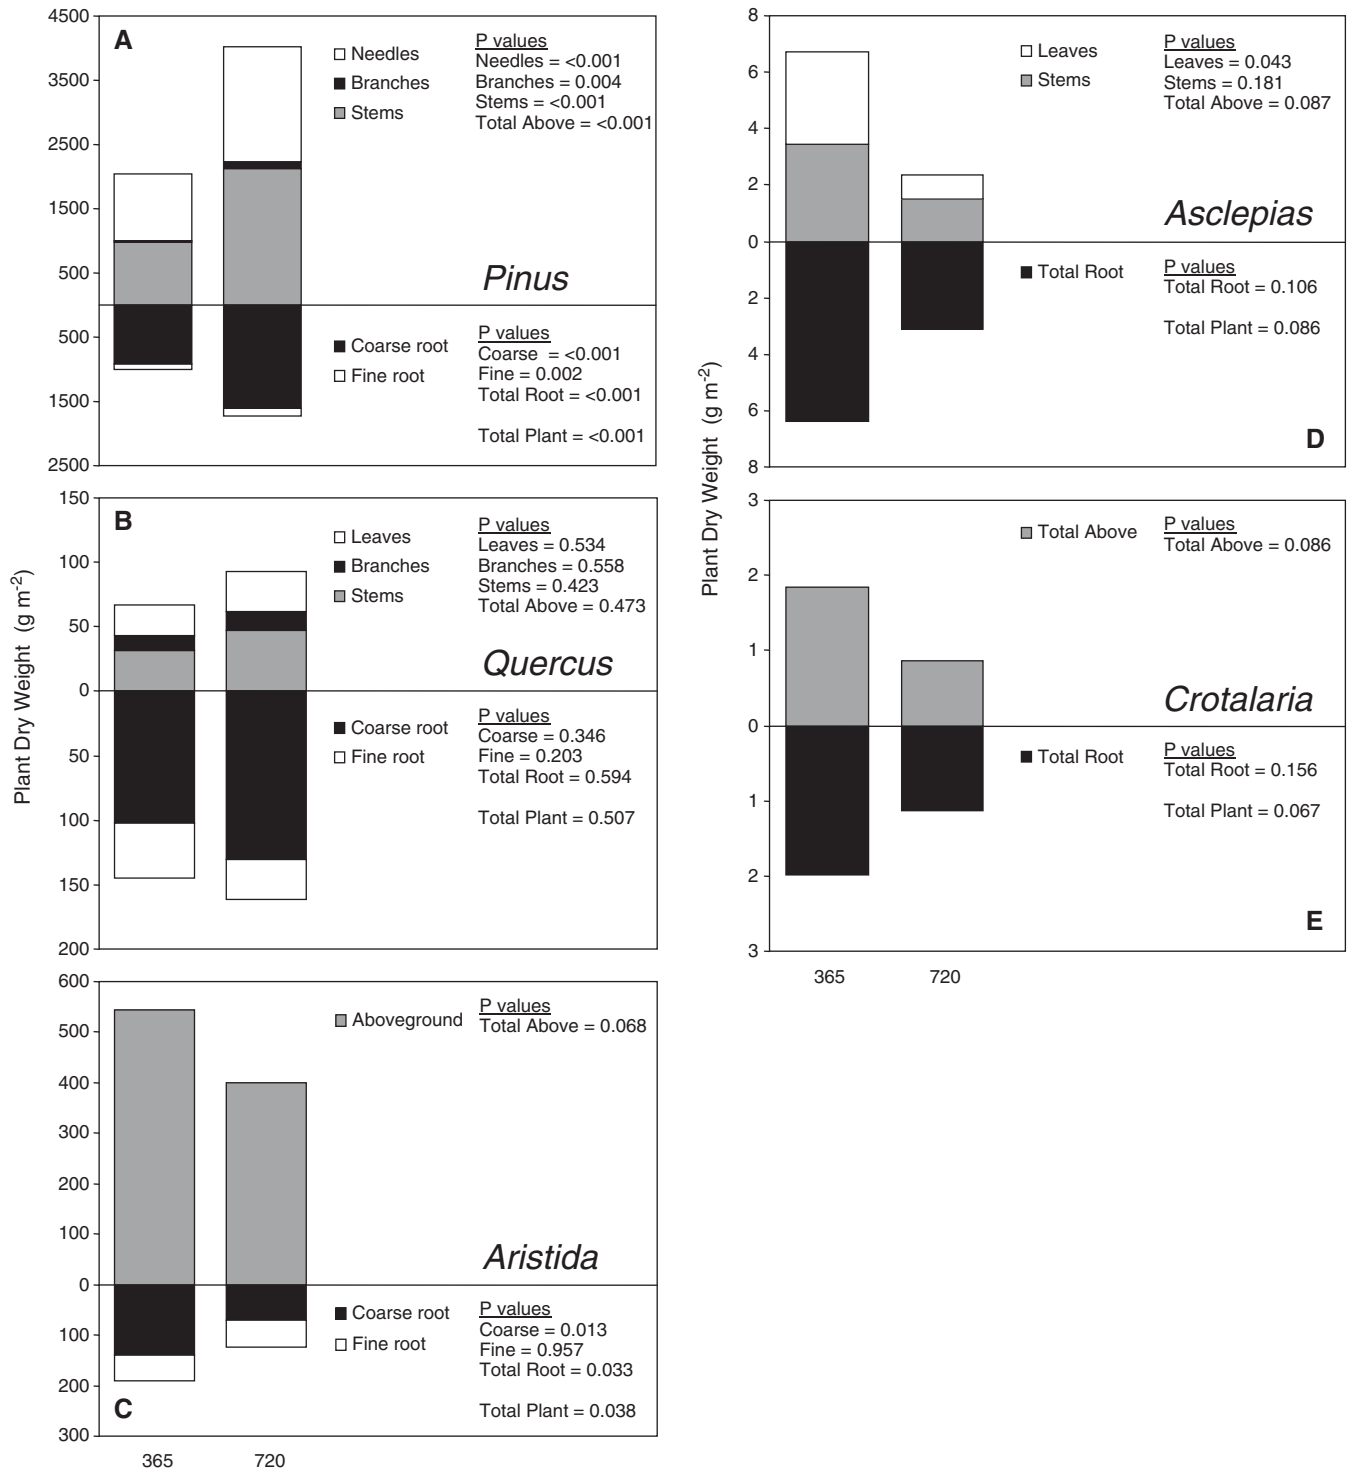 Plant Dry Weight (g m-2)
A
4500
3500
2500
1500
500
500
1500
2500
Needles
Branches
Stems
P values
Needles = <0.001
Branches = 0.004
Stems = <0.001
Total Above = <0.001
Pinus
Coarse root
Fine root
P values
Coarse = <0.001
Fine = 0.002
Total Root = <0.001
Total Plant = <0.001
B
150
100
50
0
50
100
150
200
Leaves
Branches
Stems
P values
Leaves = 0.534
Branches = 0.558
Stems = 0.423
Total Above = 0.473
Quercus
Coarse root
Fine root
P values
Coarse = 0.346
Fine = 0.203
Total Root = 0.594
Total Plant = 0.507
600
500
400
300
200
100
0
100
200
300
Aboveground
P values
Total Above = 0.068
Aristida
Coarse root
Fine root
P values
Coarse = 0.013
Fine = 0.957
Total Root = 0.033
Total Plant = 0.038
C
365 720
Plant Dry Weight (g m-2)
8
6
4
2
0
2
4
6
8
Leaves
Stems
P values
Leaves = 0.043
Stems = 0.181
Total Above = 0.087
Asclepias
Total Root
P values
Total Root = 0.106
Total Plant = 0.086
D
3
2
1
0
1
2
3
Total Above
P values
Total Above = 0.086
Crotalaria
Total Root
P values
Total Root = 0.156
Total Plant = 0.067
E
365 720